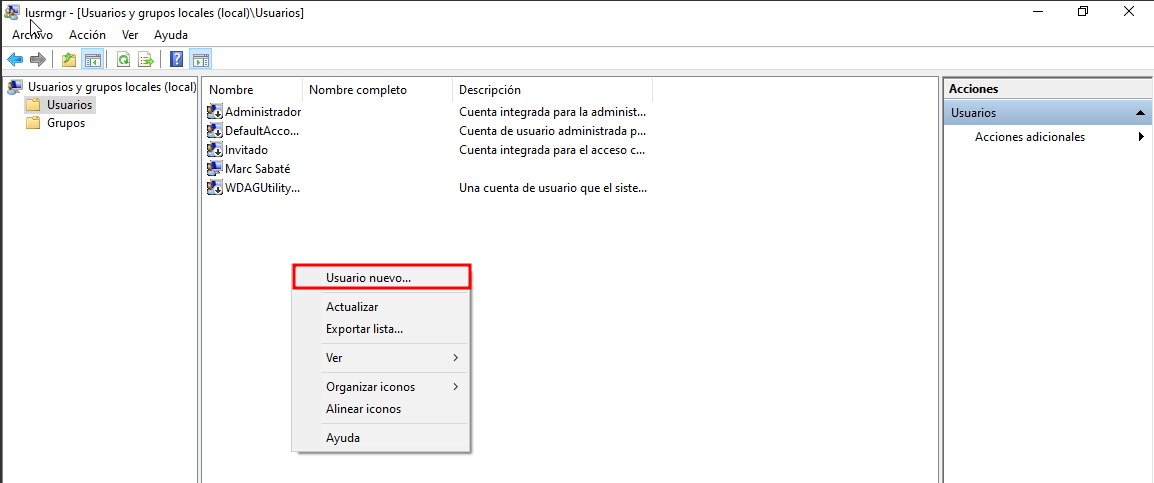 lusrmgr - [Usuarios y grupos locales (local)\Usuarios]
Archivo Acción Ver Ayuda
Usuarios y grupos locales (local)
Usuarios
Grupos
Nombre Nombre completo Descripción
Administrador Cuenta integrada para la administ...
DefaultAcco... Cuenta de usuario administrada p...
Invitado Cuenta integrada para el acceso c...
Marc Sabaté
WDAGUtility... Una cuenta de usuario que el siste...
Usuario nuevo...
Actualizar
Exportar lista...
Ver
Organizar iconos
Alinear iconos
Ayuda
Acciones
Usuarios
Acciones adicionales